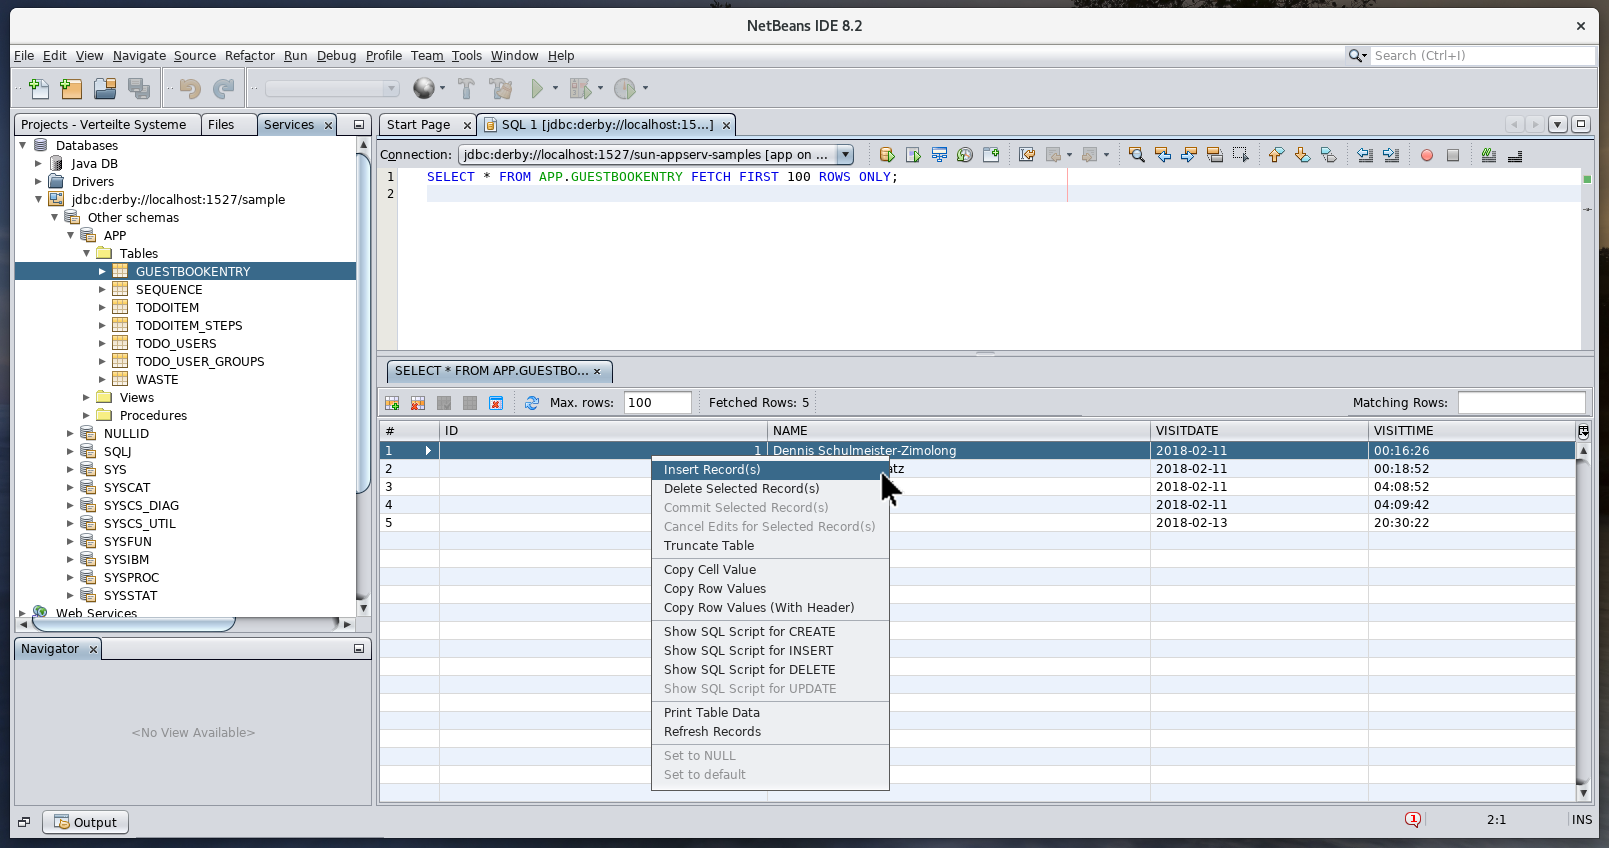 NetBeans IDE 8.2
File Edit View Navigate Source Refactor Run Debug Profile Team Tools Window Help
Search (Ctrl+I)
Projects - Verteilte Systeme
Files
Services
Databases
Java DB
Drivers
jdbc:derby://localhost:1527/sample
Other schemas
APP
Tables
GUESTBOOKENTRY
SEQUENCE
TODOITEM
TODOITEM_STEPS
TODO_USERS
TODO_USER_GROUPS
WASTE
Views
Procedures
NULLID
SQLJ
SYS
SYSCAT
SYSCS_DIAG
SYSCS_UTIL
SYSFUN
SYSIBM
SYSPROC
SYSSTAT
Web Services
Navigator
<No View Available>
Start Page
SQL 1 [jdbc:derby://localhost:15...]
Connection: jdbc:derby://localhost:1527/sun-appserv-samples [app on ...
1 SELECT * FROM APP.GUESTBOOKENTRY FETCH FIRST 100 ROWS ONLY;
2
SELECT * FROM APP.GUESTBO...
Max. rows: 100 Fetched Rows: 5 Matching Rows:
# ID NAME VISITDATE VISITTIME
1 1 Dennis Schulmeister-Zimolong 2018-02-11 00:16:26
2 atz 2018-02-11 00:18:52
3 2018-02-11 04:08:52
4 2018-02-11 04:09:42
5 2018-02-13 20:30:22
Insert Record(s)
Delete Selected Record(s)
Commit Selected Record(s)
Cancel Edits for Selected Record(s)
Truncate Table
Copy Cell Value
Copy Row Values
Copy Row Values (With Header)
Show SQL Script for CREATE
Show SQL Script for INSERT
Show SQL Script for DELETE
Show SQL Script for UPDATE
Print Table Data
Refresh Records
Set to NULL
Set to default
Output
1 2:1 INS